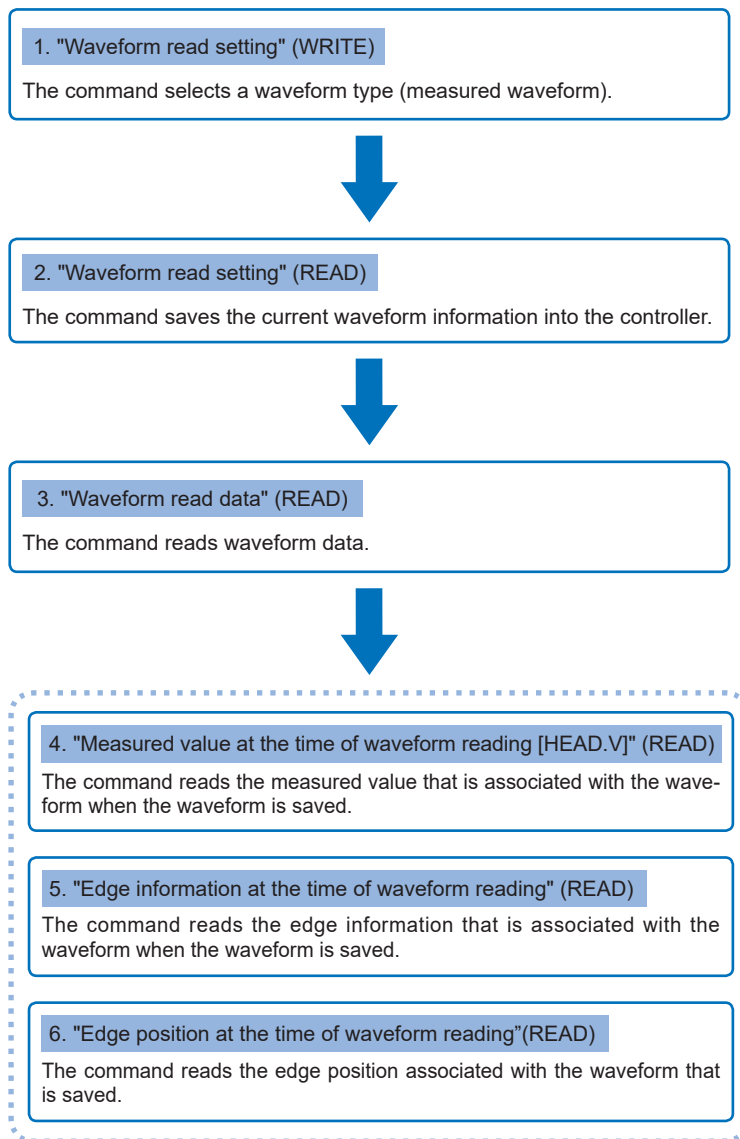 1. "Waveform read setting" (WRITE)
The command selects a waveform type (measured waveform).
2. "Waveform read setting" (READ)
The command saves the current waveform information into the controller.
3. "Waveform read data" (READ)
The command reads waveform data.
4. "Measured value at the time of waveform reading [HEAD.V]" (READ)
The command reads the measured value that is associated with the wave-
form when the waveform is saved.
5. "Edge information at the time of waveform reading" (READ)
The command reads the edge information that is associated with the
waveform when the waveform is saved.
6. "Edge position at the time of waveform reading”(READ)
The command reads the edge position associated with the waveform that
is saved.